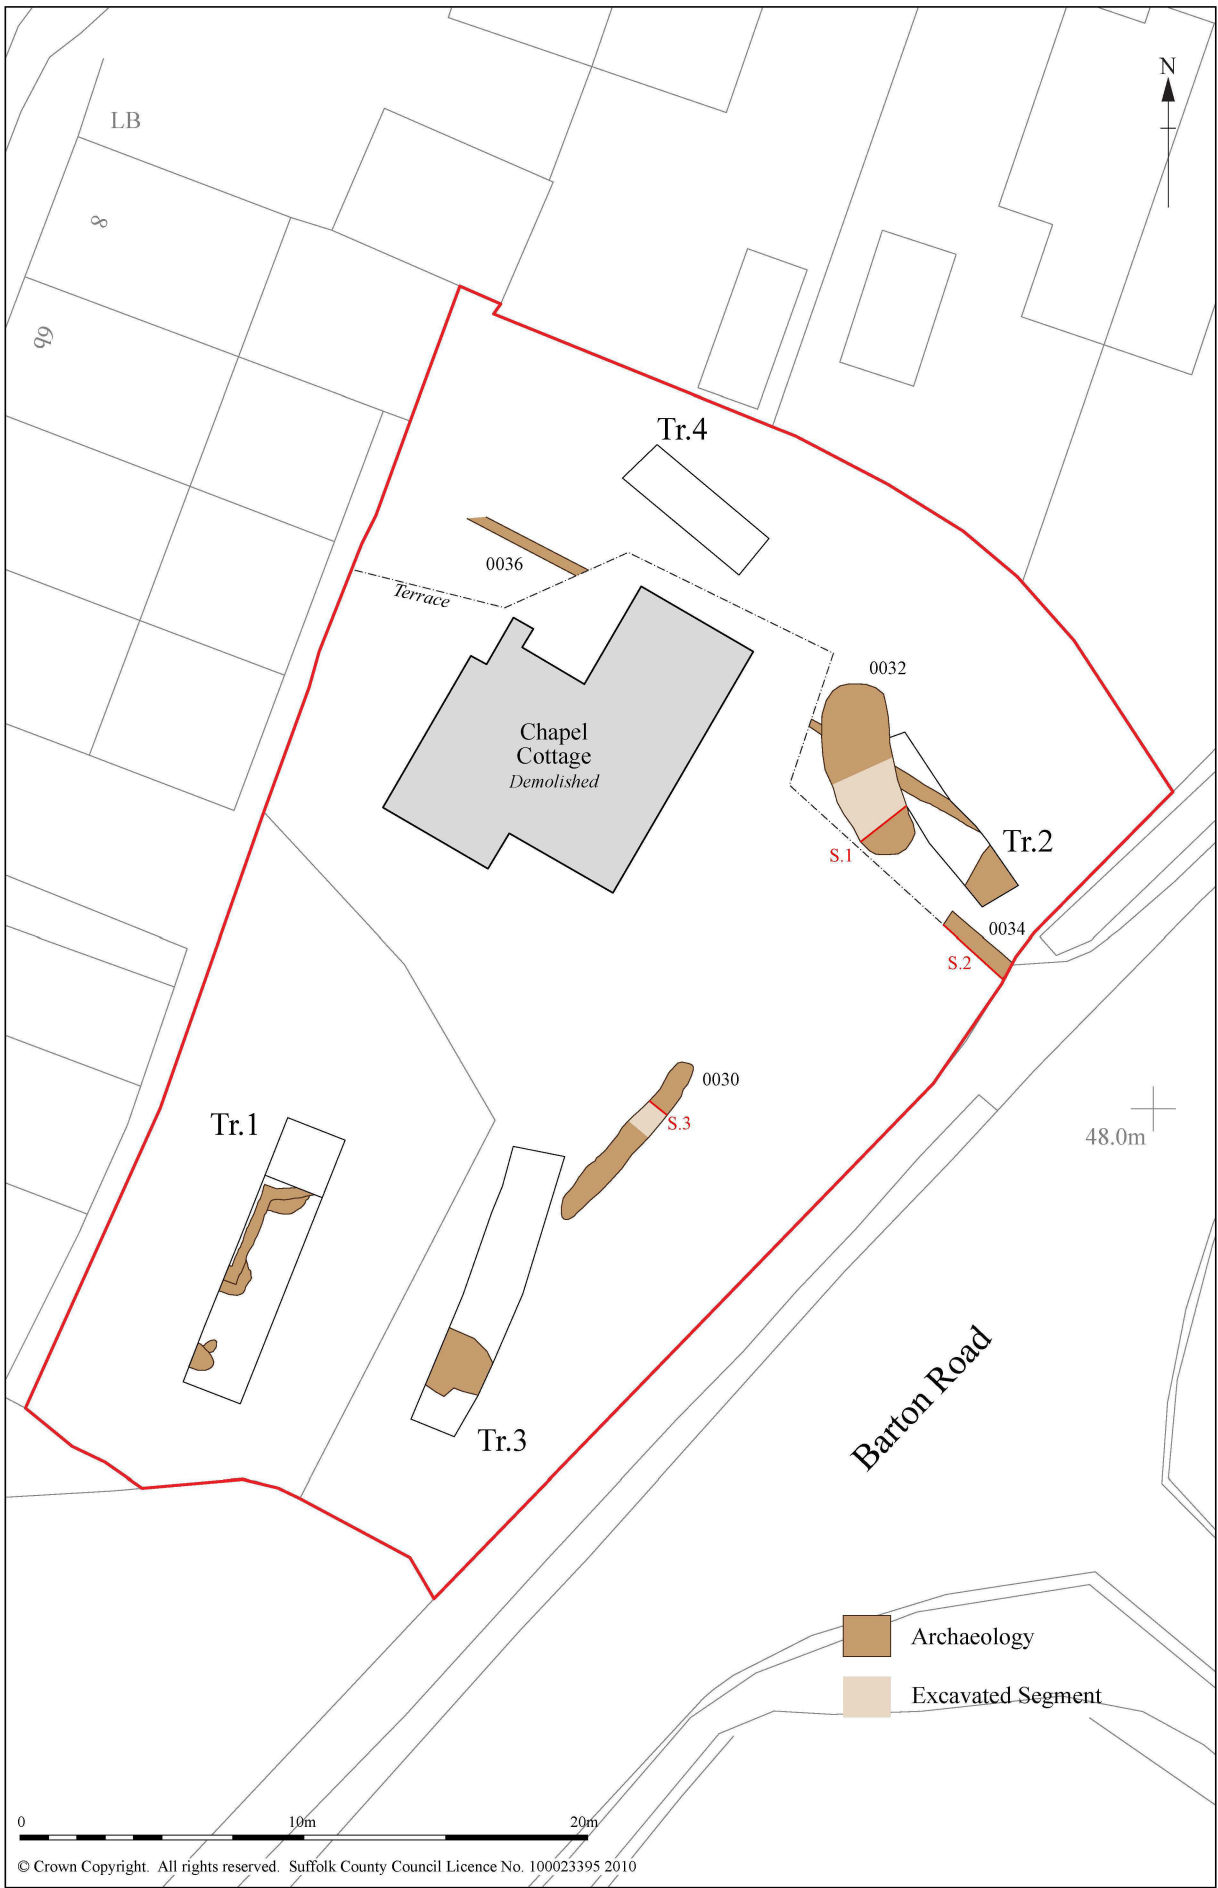 N
LB
8
6b
Tr.4
0036
Terrace
0032
Chapel
Cottage
Demolished
Tr.2
S.1
0034
S.2
0030
S.3
Tr.1
48.0m
Tr.3
Barton Road
Archaeology
Excavated Segment
0 10m 20m
© Crown Copyright. All rights reserved. Suffolk County Council Licence No. 100023395 2010